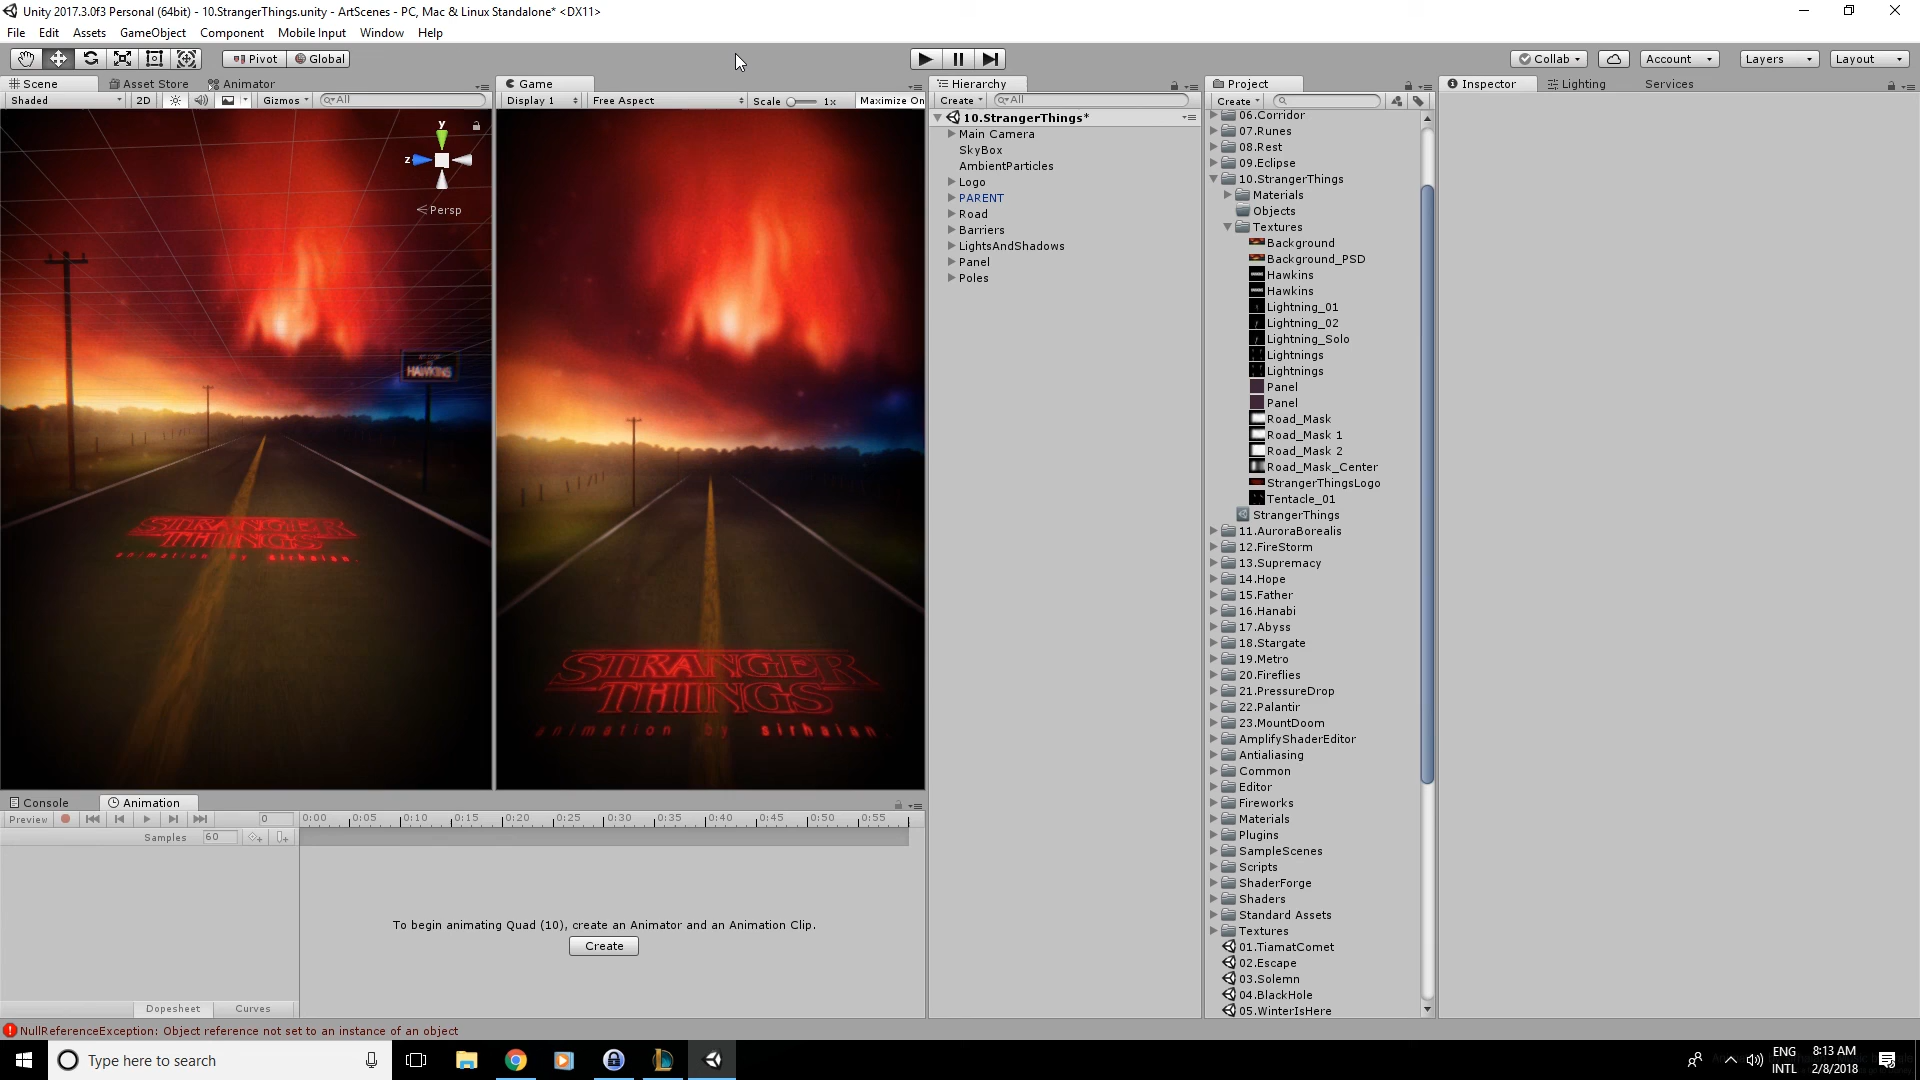 Unity 2017.3.0f3 Personal (64bit) - 10.StrangerThings.unity - ArtScenes - PC, Mac & Linux Standalone* <DX11>
File Edit Assets GameObject Component Mobile Input Window Help
Pivot Global Collab Account Layers Layout
Scene Asset Store Animator
Shaded 2D Gizmos All
y
z
Persp
HAWKINS
STRANGER
THINGS
animation by sirhaian.
Game
Display 1 Free Aspect Scale 1x Maximize On
STRANGER
THINGS
animation by sirhaian.
Console Animation
Preview 0 0:00 0:05 0:10 0:15 0:20 0:25 0:30 0:35 0:40 0:45 0:50 0:55
Samples 60
To begin animating Quad (10), create an Animator and an Animation Clip.
Create
Dopesheet Curves
NullReferenceException: Object reference not set to an instance of an object
Hierarchy
Create All
10.StrangerThings*
Main Camera
SkyBox
AmbientParticles
Logo
PARENT
Road
Barriers
LightsAndShadows
Panel
Poles
Project
Create
06.Corridor
07.Runes
08.Rest
09.Eclipse
10.StrangerThings
Materials
Objects
Textures
Background
Background_PSD
Hawkins
Hawkins
Lightning_01
Lightning_02
Lightning_Solo
Lightnings
Lightnings
Panel
Panel
Road_Mask
Road_Mask 1
Road_Mask 2
Road_Mask_Center
StrangerThingsLogo
Tentacle_01
StrangerThings
11.AuroraBorealis
12.FireStorm
13.Supremacy
14.Hope
15.Father
16.Hanabi
17.Abyss
18.Stargate
19.Metro
20.Fireflies
21.PressureDrop
22.Palantir
23.MountDoom
AmplifyShaderEditor
Antialiasing
Common
Editor
Fireworks
Materials
Plugins
SampleScenes
Scripts
ShaderForge
Shaders
Standard Assets
Textures
01.TiamatComet
02.Escape
03.Solemn
04.BlackHole
05.WinterIsHere
Inspector Lighting Services
Type here to search
ENG
INTL
8:13 AM
2/8/2018